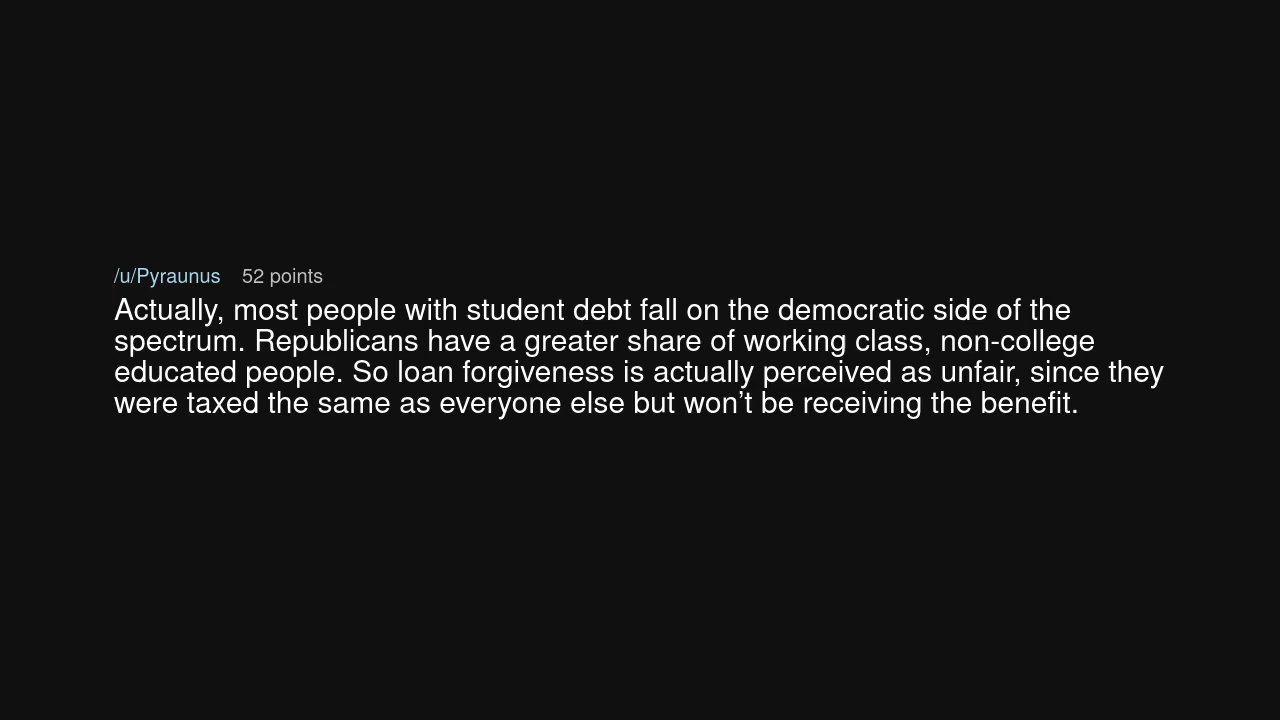 /u/Pyraunus 52 points
Actually, most people with student debt fall on the democratic side of the
spectrum. Republicans have a greater share of working class, non-college
educated people. So loan forgiveness is actually perceived as unfair, since they
were taxed the same as everyone else but won’t be receiving the benefit.